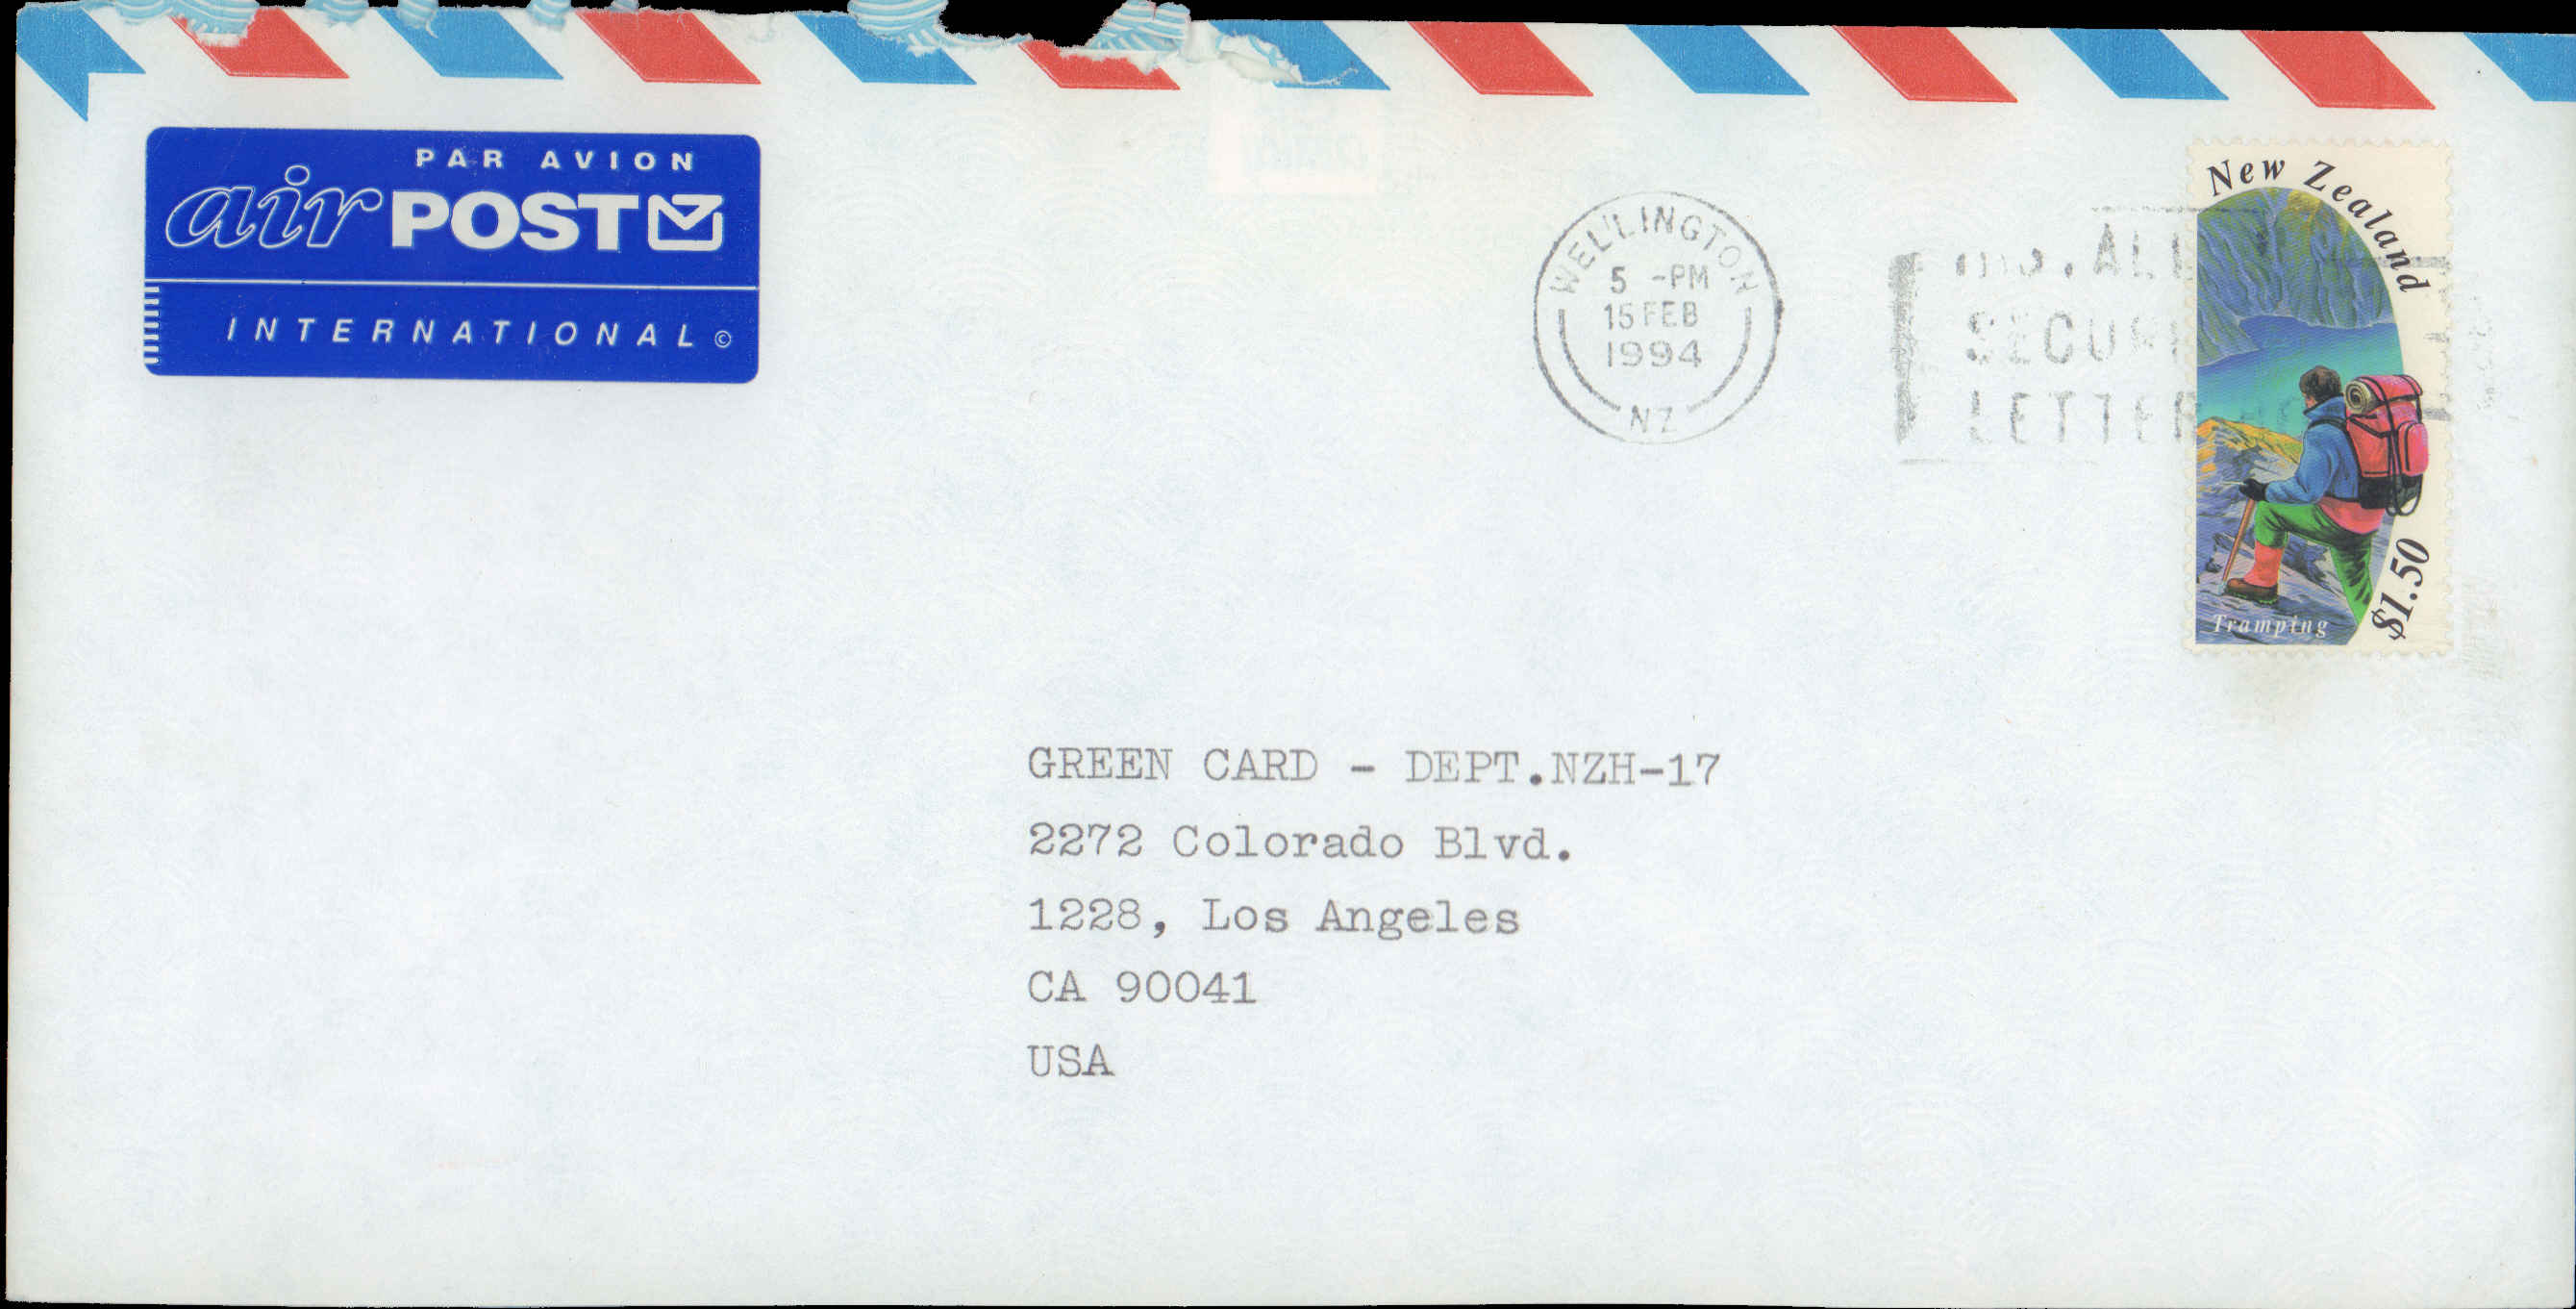 PAR AVION
air POST
INTERNATIONAL ©
WELLINGTON
5 -PM
15 FEB
1994
NZ
LETTER
New Zealand
$1.50
Tramping
GREEN CARD - DEPT.NZH-17
2272 Colorado Blvd.
1228, Los Angeles
CA 90041
USA